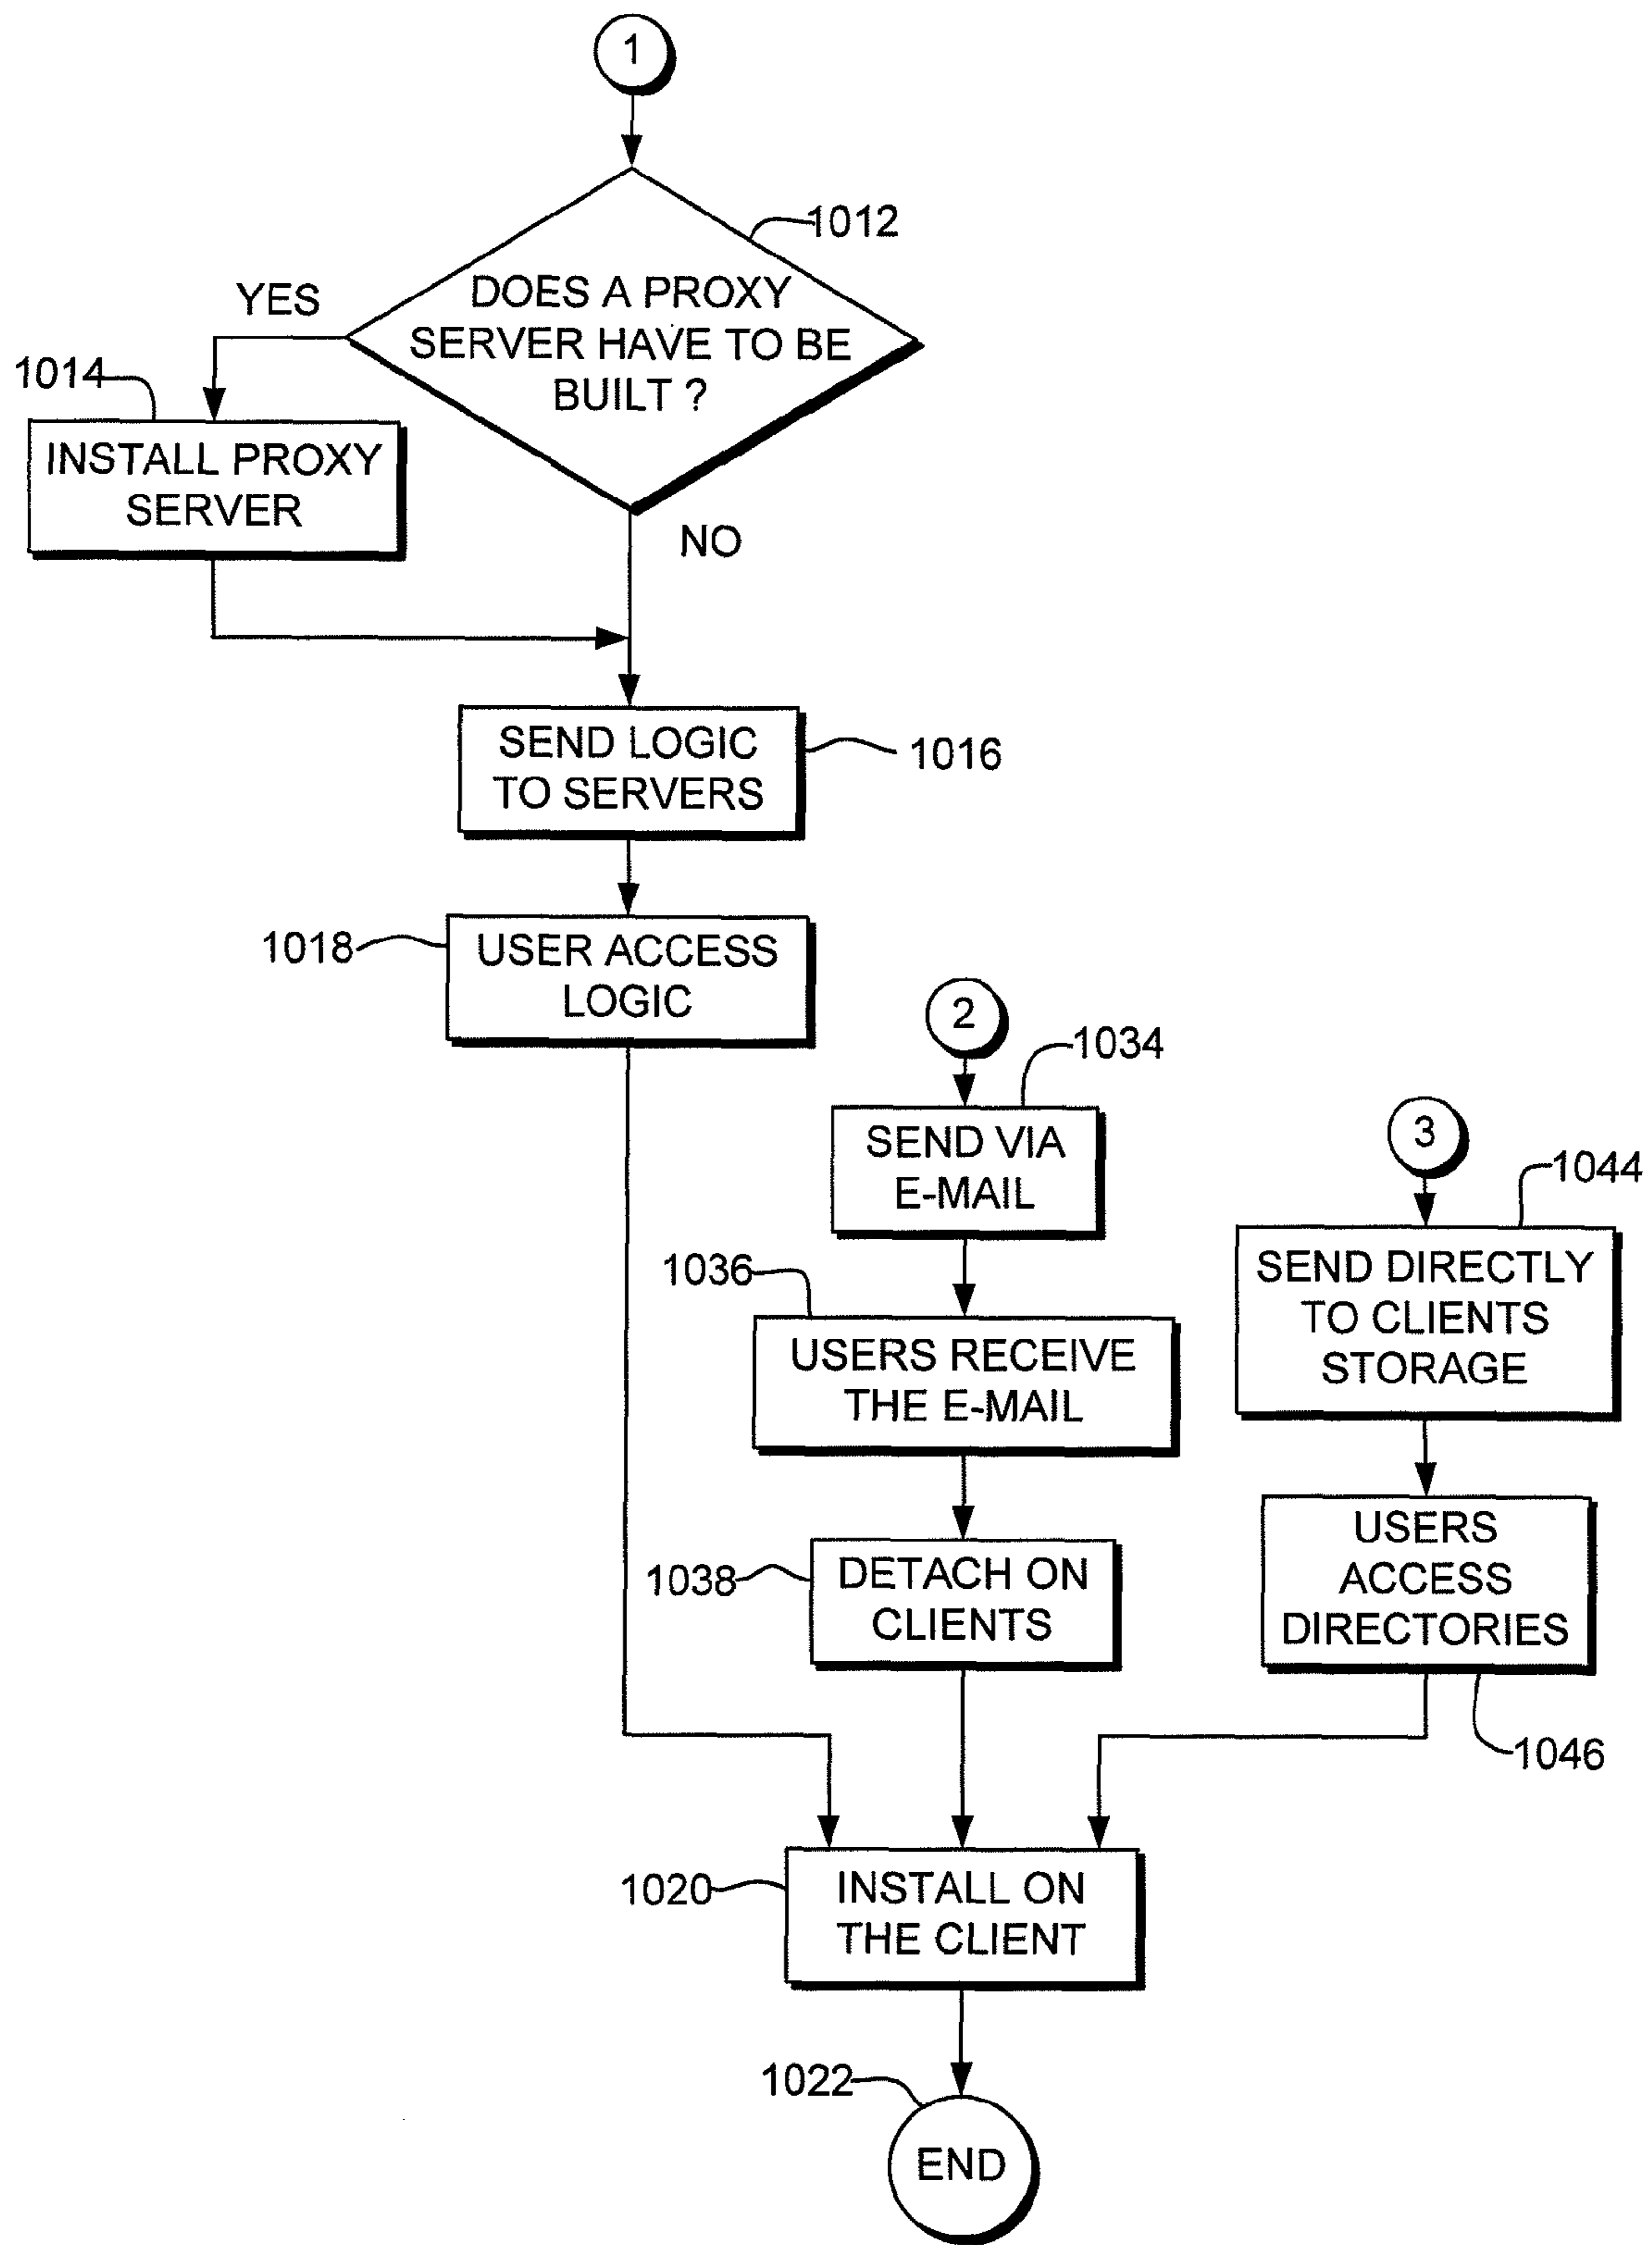 1
1012
YES
DOES A PROXY
SERVER HAVE TO BE
BUILT ?
1014
INSTALL PROXY
SERVER
NO
SEND LOGIC
TO SERVERS
1016
1018
USER ACCESS
LOGIC
2
1034
SEND VIA
E-MAIL
3
1044
SEND DIRECTLY
TO CLIENTS
STORAGE
1036
USERS RECEIVE
THE E-MAIL
1038
DETACH ON
CLIENTS
USERS
ACCESS
DIRECTORIES
1046
1020
INSTALL ON
THE CLIENT
1022
END